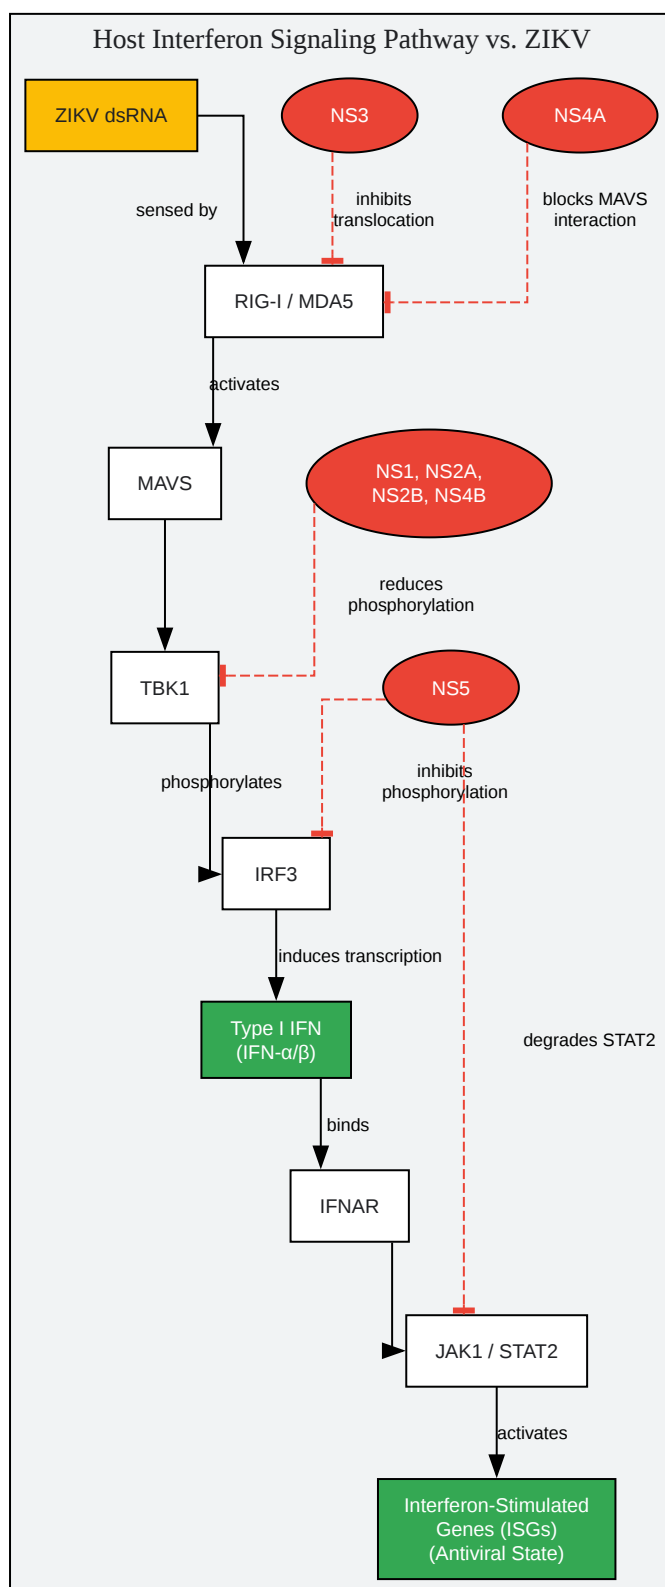 Host Interferon Signaling Pathway vs. ZIKV
ZIKV dsRNA
NS3
NS4A
sensed by
inhibits
translocation
blocks MAVS
interaction
RIG-I / MDA5
activates
MAVS
NS1, NS2A,
NS2B, NS4B
reduces
phosphorylation
TBK1
NS5
phosphorylates
inhibits
phosphorylation
IRF3
induces transcription
Type I IFN
(IFN-α/β)
degrades STAT2
binds
IFNAR
JAK1 / STAT2
activates
Interferon-Stimulated
Genes (ISGs)
(Antiviral State)